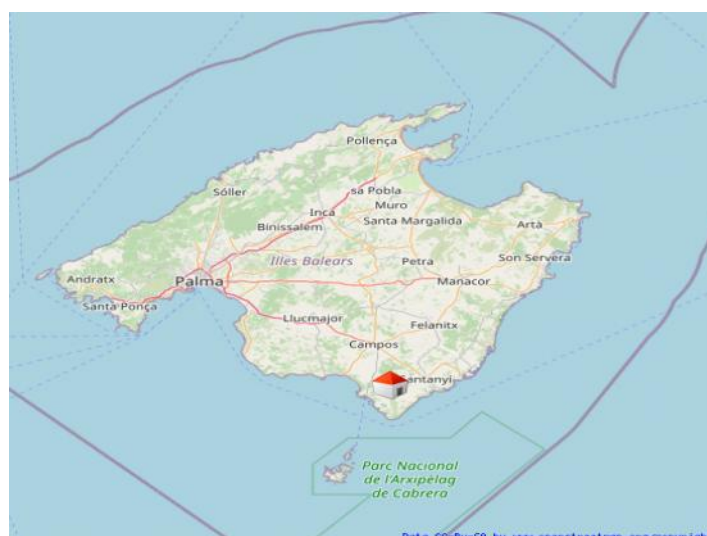 Pollença
sa Pobla
Sóller
Inca
Muro
Santa Margalida
Artà
Binissalem
Illes Balears
Petra
Son Servera
Andratx
Palma
Manacor
Santa Ponça
Llucmajor
Felanitx
Campos
Santanyí
Parc Nacional
de l'Arxipèlag
de Cabrera